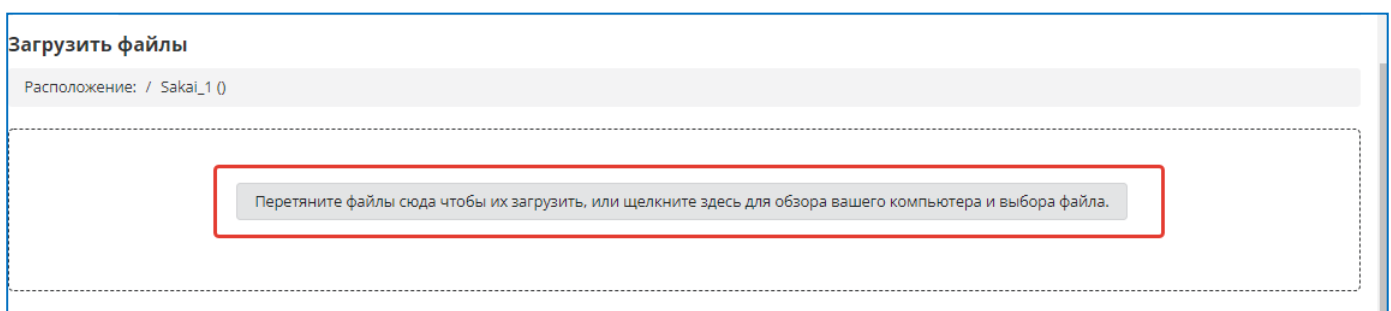 Загрузить файлы
Расположение: / Sakai_1 ()
Перетяните файлы сюда чтобы их загрузить, или щелкните здесь для обзора вашего компьютера и выбора файла.